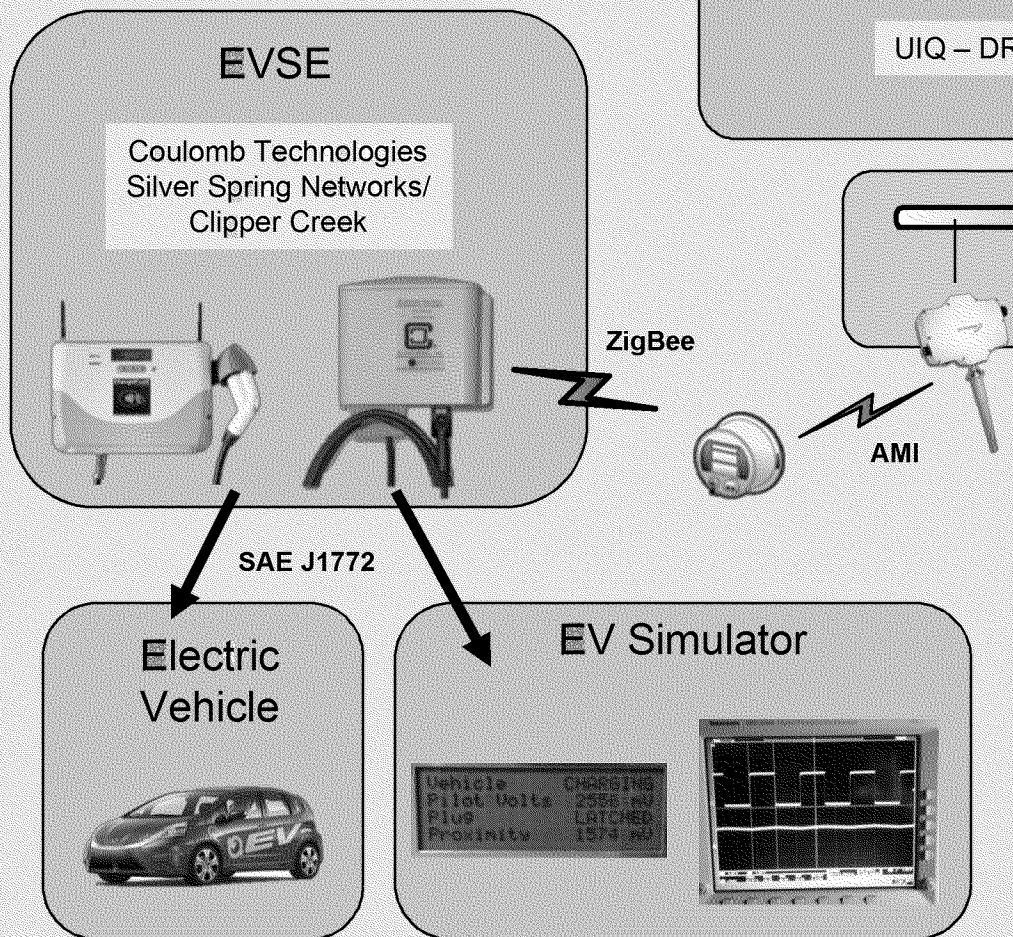 EVSE
Coulomb Technologies
Silver Spring Networks/
Clipper Creek
UIQ – DR
ZigBee
AMI
SAE J1772
Electric
Vehicle
EV
EV Simulator
Vehicle CHARGING
Pilot Volts 2556 mV
Plug LATCHED
Proximity 1574 mV